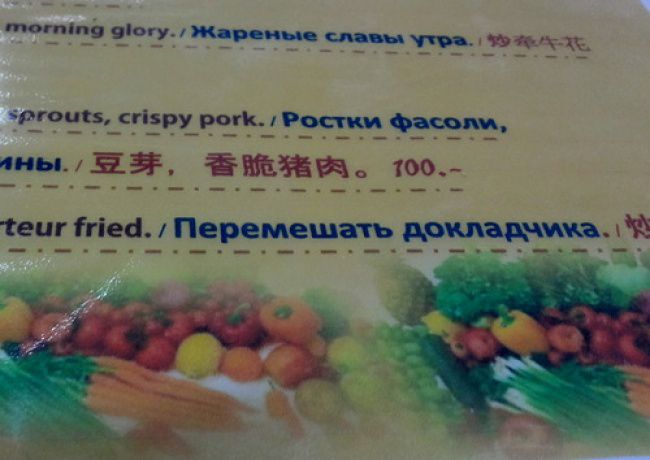 morning glory. / Жареные славы утра. / 炒牵牛花
sprouts, crispy pork. / Ростки фасоли,
ины. / 豆芽，香脆猪肉。 100.-
rteur fried. / Перемешать докладчика. / 炒